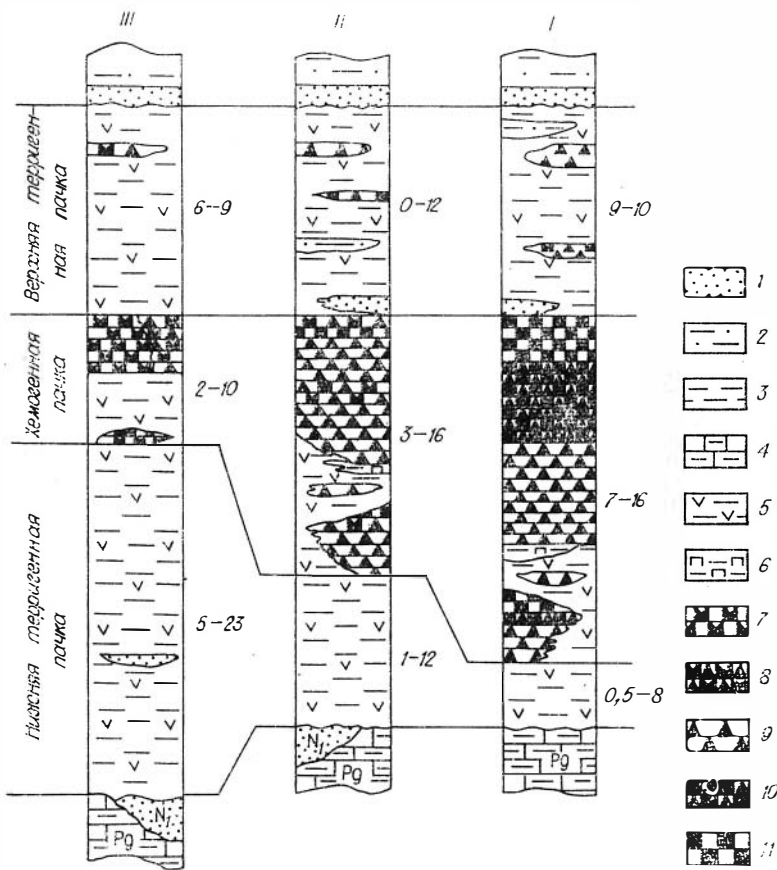 III
II
I
Верхняя терриген-
ная пачка
Хемогенная
пачка
Нижняя терригенная
пачка
6-9
0-12
9-10
2-10
3-16
7-16
5-23
1-12
0,5-8
N₁
Pg
N₁
Pg
Pg
1
2
3
4
5
6
7
8
9
10
11